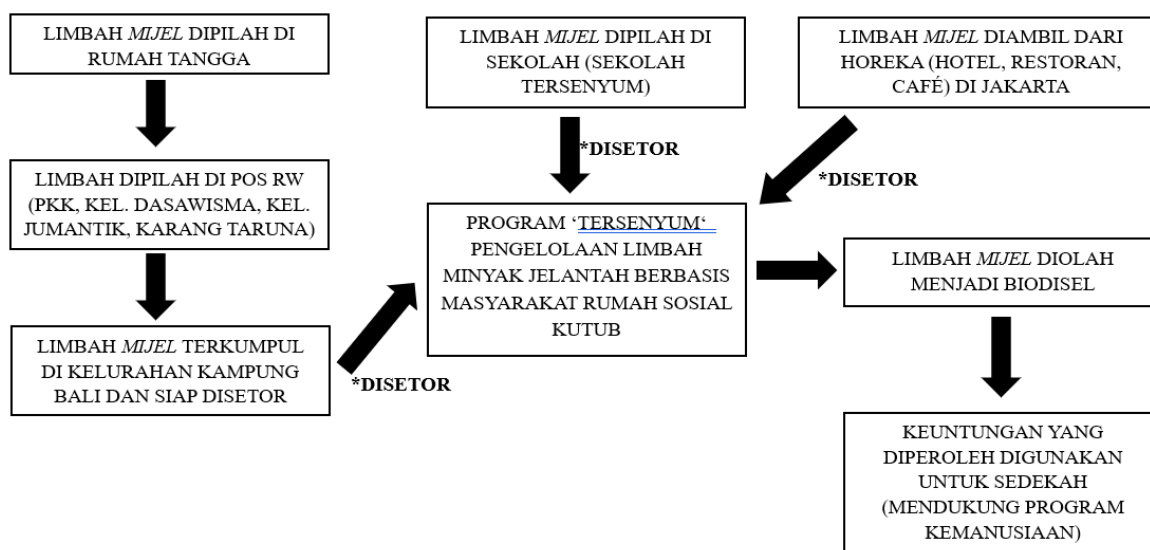 LIMBAH MIJEL DIPILAH DI
RUMAH TANGGA
LIMBAH DIPILAH DI POS RW
(PKK, KEL. DASAWISMA, KEL.
JUMANTIK, KARANG TARUNA)
LIMBAH MIJEL TERKUMPUL
DI KELURAHAN KAMPUNG
BALI DAN SIAP DISETOR
*DISETOR
LIMBAH MIJEL DIPILAH DI
SEKOLAH (SEKOLAH
TERSENYUM)
*DISETOR
LIMBAH MIJEL DIAMBIL DARI
HOREKA (HOTEL, RESTORAN,
CAFÉ) DI JAKARTA
*DISETOR
PROGRAM ‘TERSENYUM‘
PENGELOLAAN LIMBAH
MINYAK JELANTAH BERBASIS
MASYARAKAT RUMAH SOSIAL
KUTUB
LIMBAH MIJEL DIOLAH
MENJADI BIODISEL
KEUNTUNGAN YANG
DIPEROLEH DIGUNAKAN
UNTUK SEDEKAH
(MENDUKUNG PROGRAM
KEMANUSIAAN)